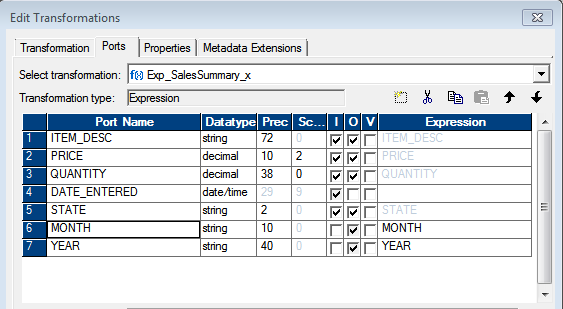 Edit Transformations
Transformation Ports Properties Metadata Extensions
Select transformation: f(x) Exp_SalesSummary_x
Transformation type: Expression
Port Name Datatype Prec Sc... I O V Expression
1 ITEM_DESC string 72 0 ITEM_DESC
2 PRICE decimal 10 2 PRICE
3 QUANTITY decimal 38 0 QUANTITY
4 DATE_ENTERED date/time 29 9
5 STATE string 2 0 STATE
6 MONTH string 10 0 MONTH
7 YEAR string 40 0 YEAR